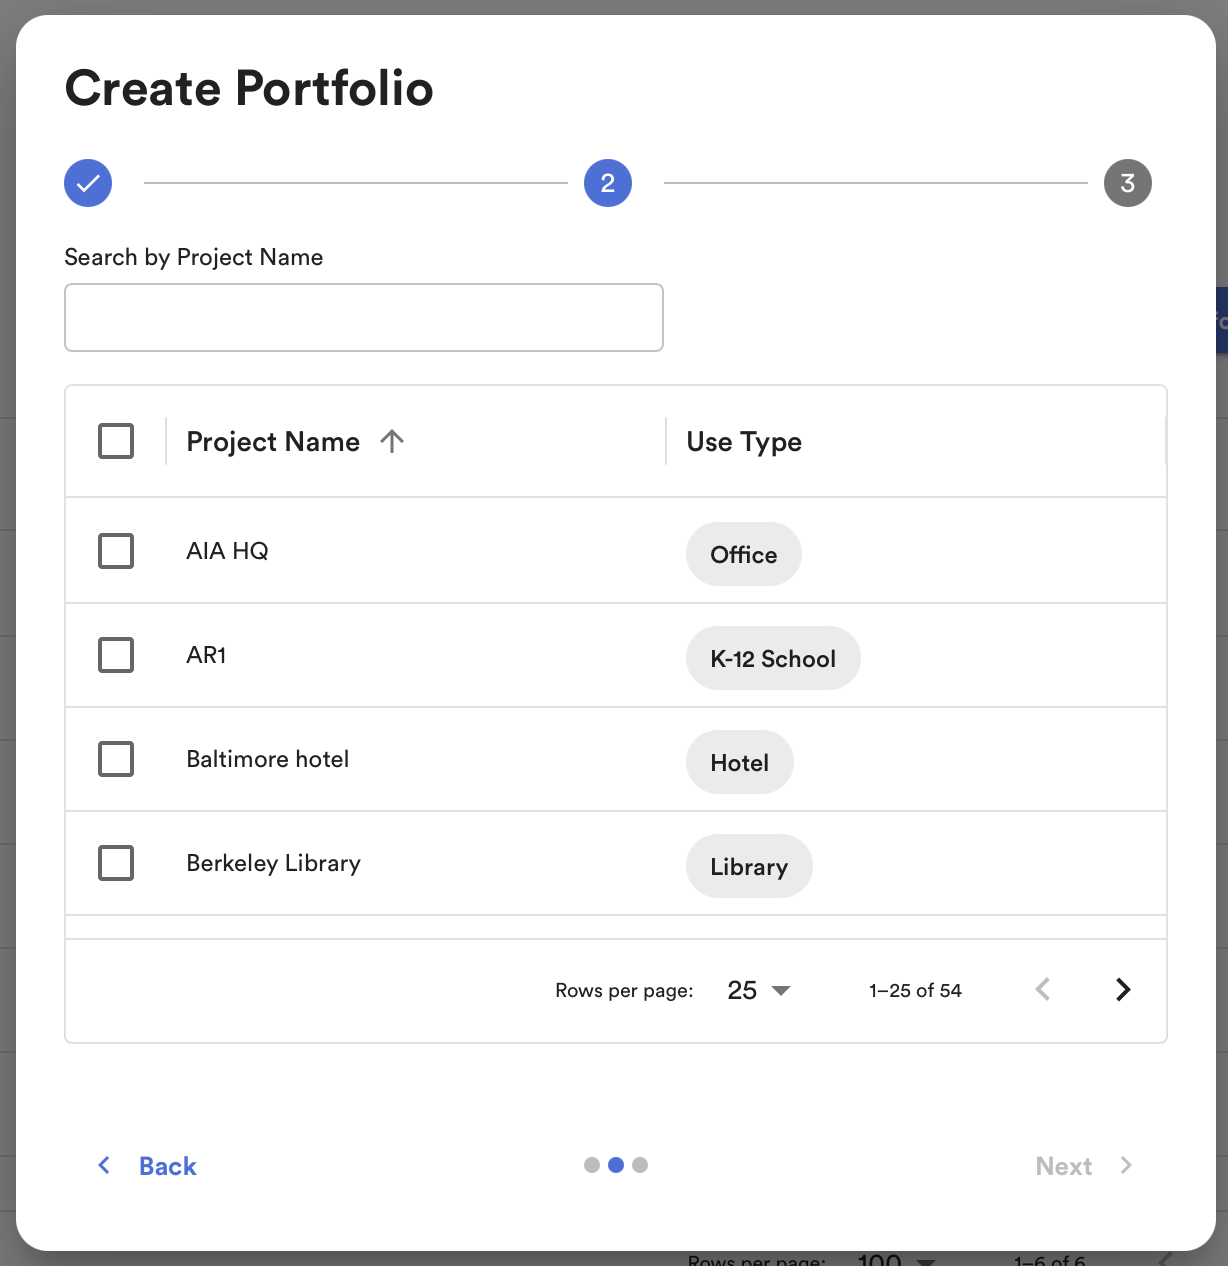 Create Portfolio
2
3
Search by Project Name
Project Name
Use Type
AIA HQ
Office
AR1
K-12 School
Baltimore hotel
Hotel
Berkeley Library
Library
Rows per page: 25 1–25 of 54
Back
Next
Rows per page: 100 1–6 of 6